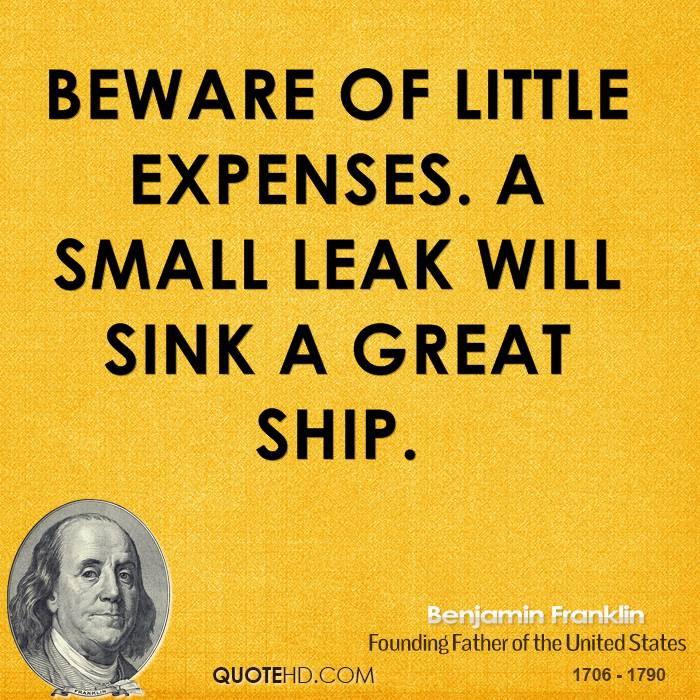 BEWARE OF LITTLE
EXPENSES. A
SMALL LEAK WILL
SINK A GREAT
SHIP.
Benjamin Franklin
Founding Father of the United States
1706 - 1790
QUOTEHD.COM
FRANKLIN